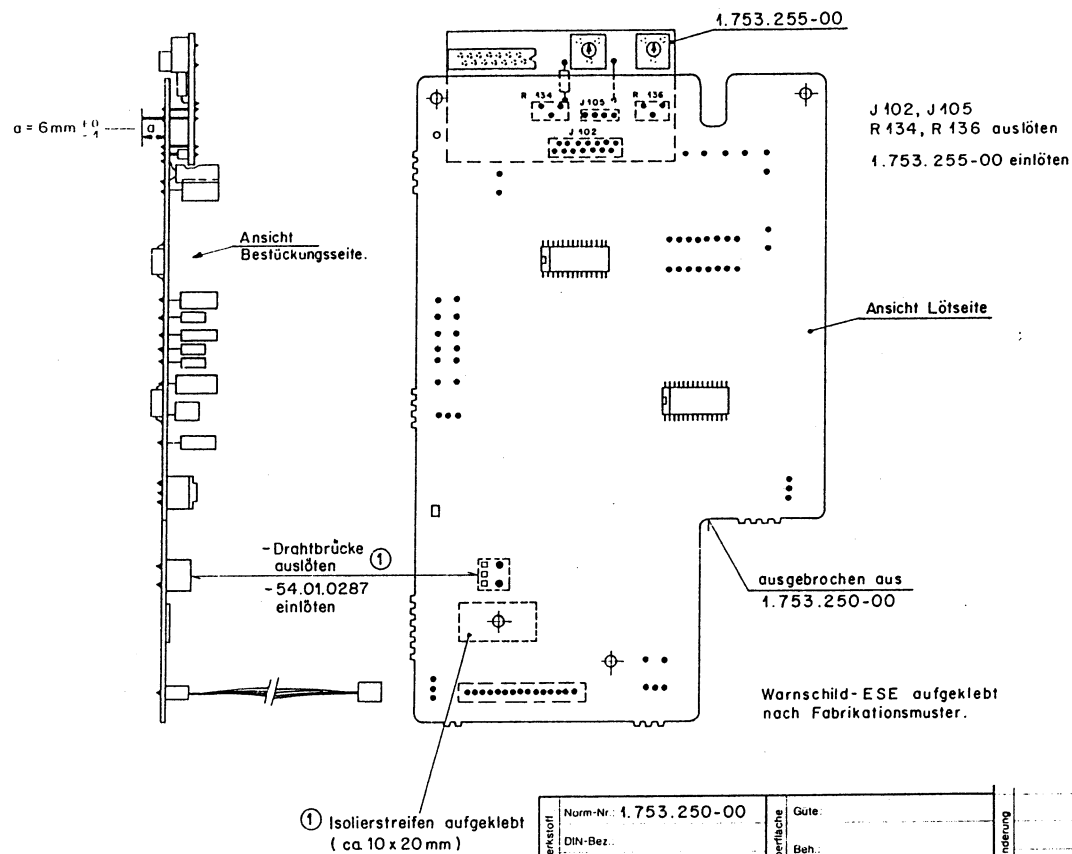 1.753.255-00
a = 6mm +0 -1
a
R 134
J 105
R 136
J 102
J 102, J 105
R 134, R 136 auslöten
1.753.255-00 einlöten
Ansicht
Bestückungsseite.
Ansicht Lötseite
- Drahtbrücke
auslöten
①
- 54.01.0287
einlöten
ausgebrochen aus
1.753.250-00
Warnschild-ESE aufgeklebt
nach Fabrikationsmuster.
① Isolierstreifen aufgeklebt
( ca. 10 x 20 mm )
Norm-Nr.: 1.753.250-00
DIN-Bez.:
Güte:
Beh.: